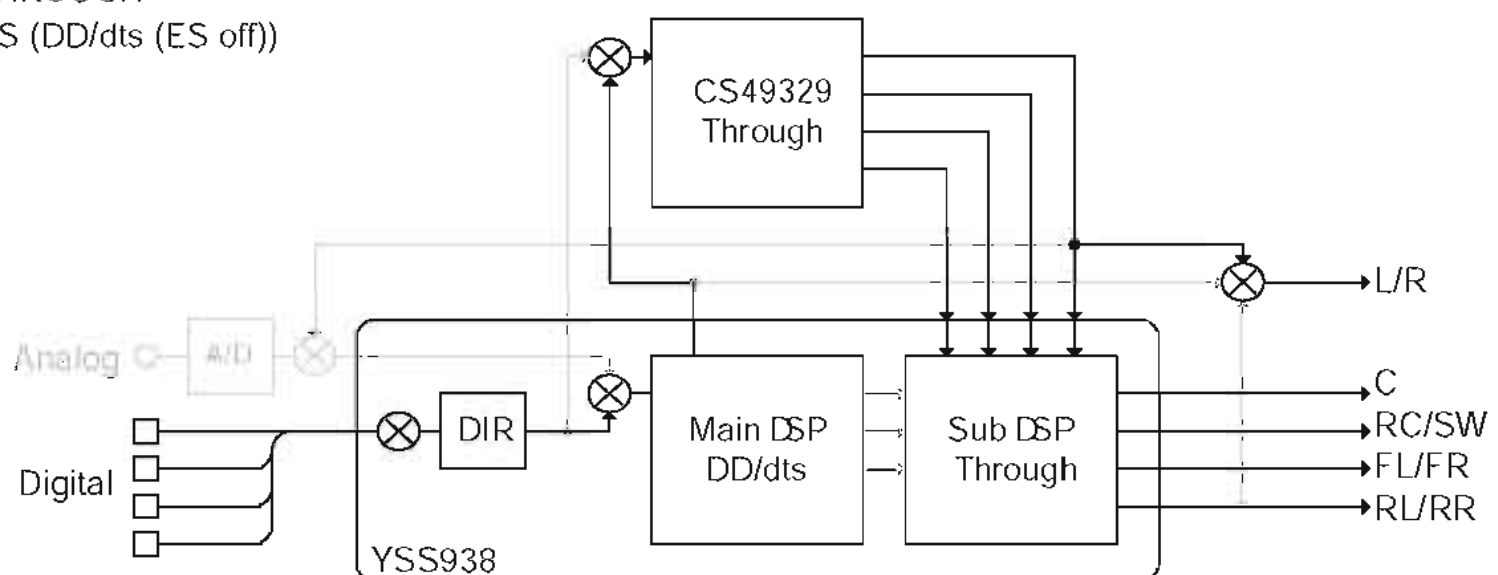 S (DD/dts (ES off))
CS49329
Through
L/R
Analog
A/D
C
DIR
Main DSP
DD/dts
Sub DSP
Through
RC/SW
FL/FR
RL/RR
Digital
YSS938